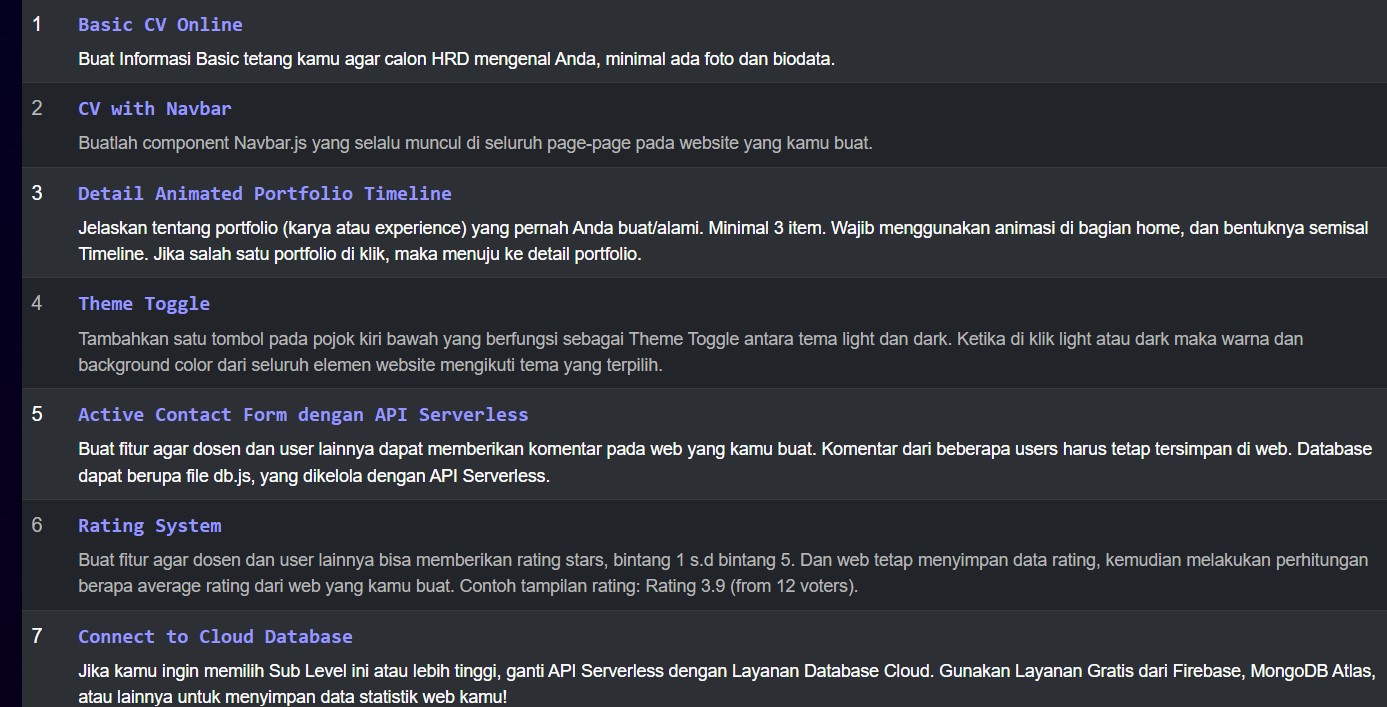 1 Basic CV Online
Buat Informasi Basic tetang kamu agar calon HRD mengenal Anda, minimal ada foto dan biodata.
2 CV with Navbar
Buatlah component Navbar.js yang selalu muncul di seluruh page-page pada website yang kamu buat.
3 Detail Animated Portfolio Timeline
Jelaskan tentang portfolio (karya atau experience) yang pernah Anda buat/alami. Minimal 3 item. Wajib menggunakan animasi di bagian home, dan bentuknya semisal
Timeline. Jika salah satu portfolio di klik, maka menuju ke detail portfolio.
4 Theme Toggle
Tambahkan satu tombol pada pojok kiri bawah yang berfungsi sebagai Theme Toggle antara tema light dan dark. Ketika di klik light atau dark maka warna dan
background color dari seluruh elemen website mengikuti tema yang terpilih.
5 Active Contact Form dengan API Serverless
Buat fitur agar dosen dan user lainnya dapat memberikan komentar pada web yang kamu buat. Komentar dari beberapa users harus tetap tersimpan di web. Database
dapat berupa file db.js, yang dikelola dengan API Serverless.
6 Rating System
Buat fitur agar dosen dan user lainnya bisa memberikan rating stars, bintang 1 s.d bintang 5. Dan web tetap menyimpan data rating, kemudian melakukan perhitungan
berapa average rating dari web yang kamu buat. Contoh tampilan rating: Rating 3.9 (from 12 voters).
7 Connect to Cloud Database
Jika kamu ingin memilih Sub Level ini atau lebih tinggi, ganti API Serverless dengan Layanan Database Cloud. Gunakan Layanan Gratis dari Firebase, MongoDB Atlas,
atau lainnya untuk menyimpan data statistik web kamu!